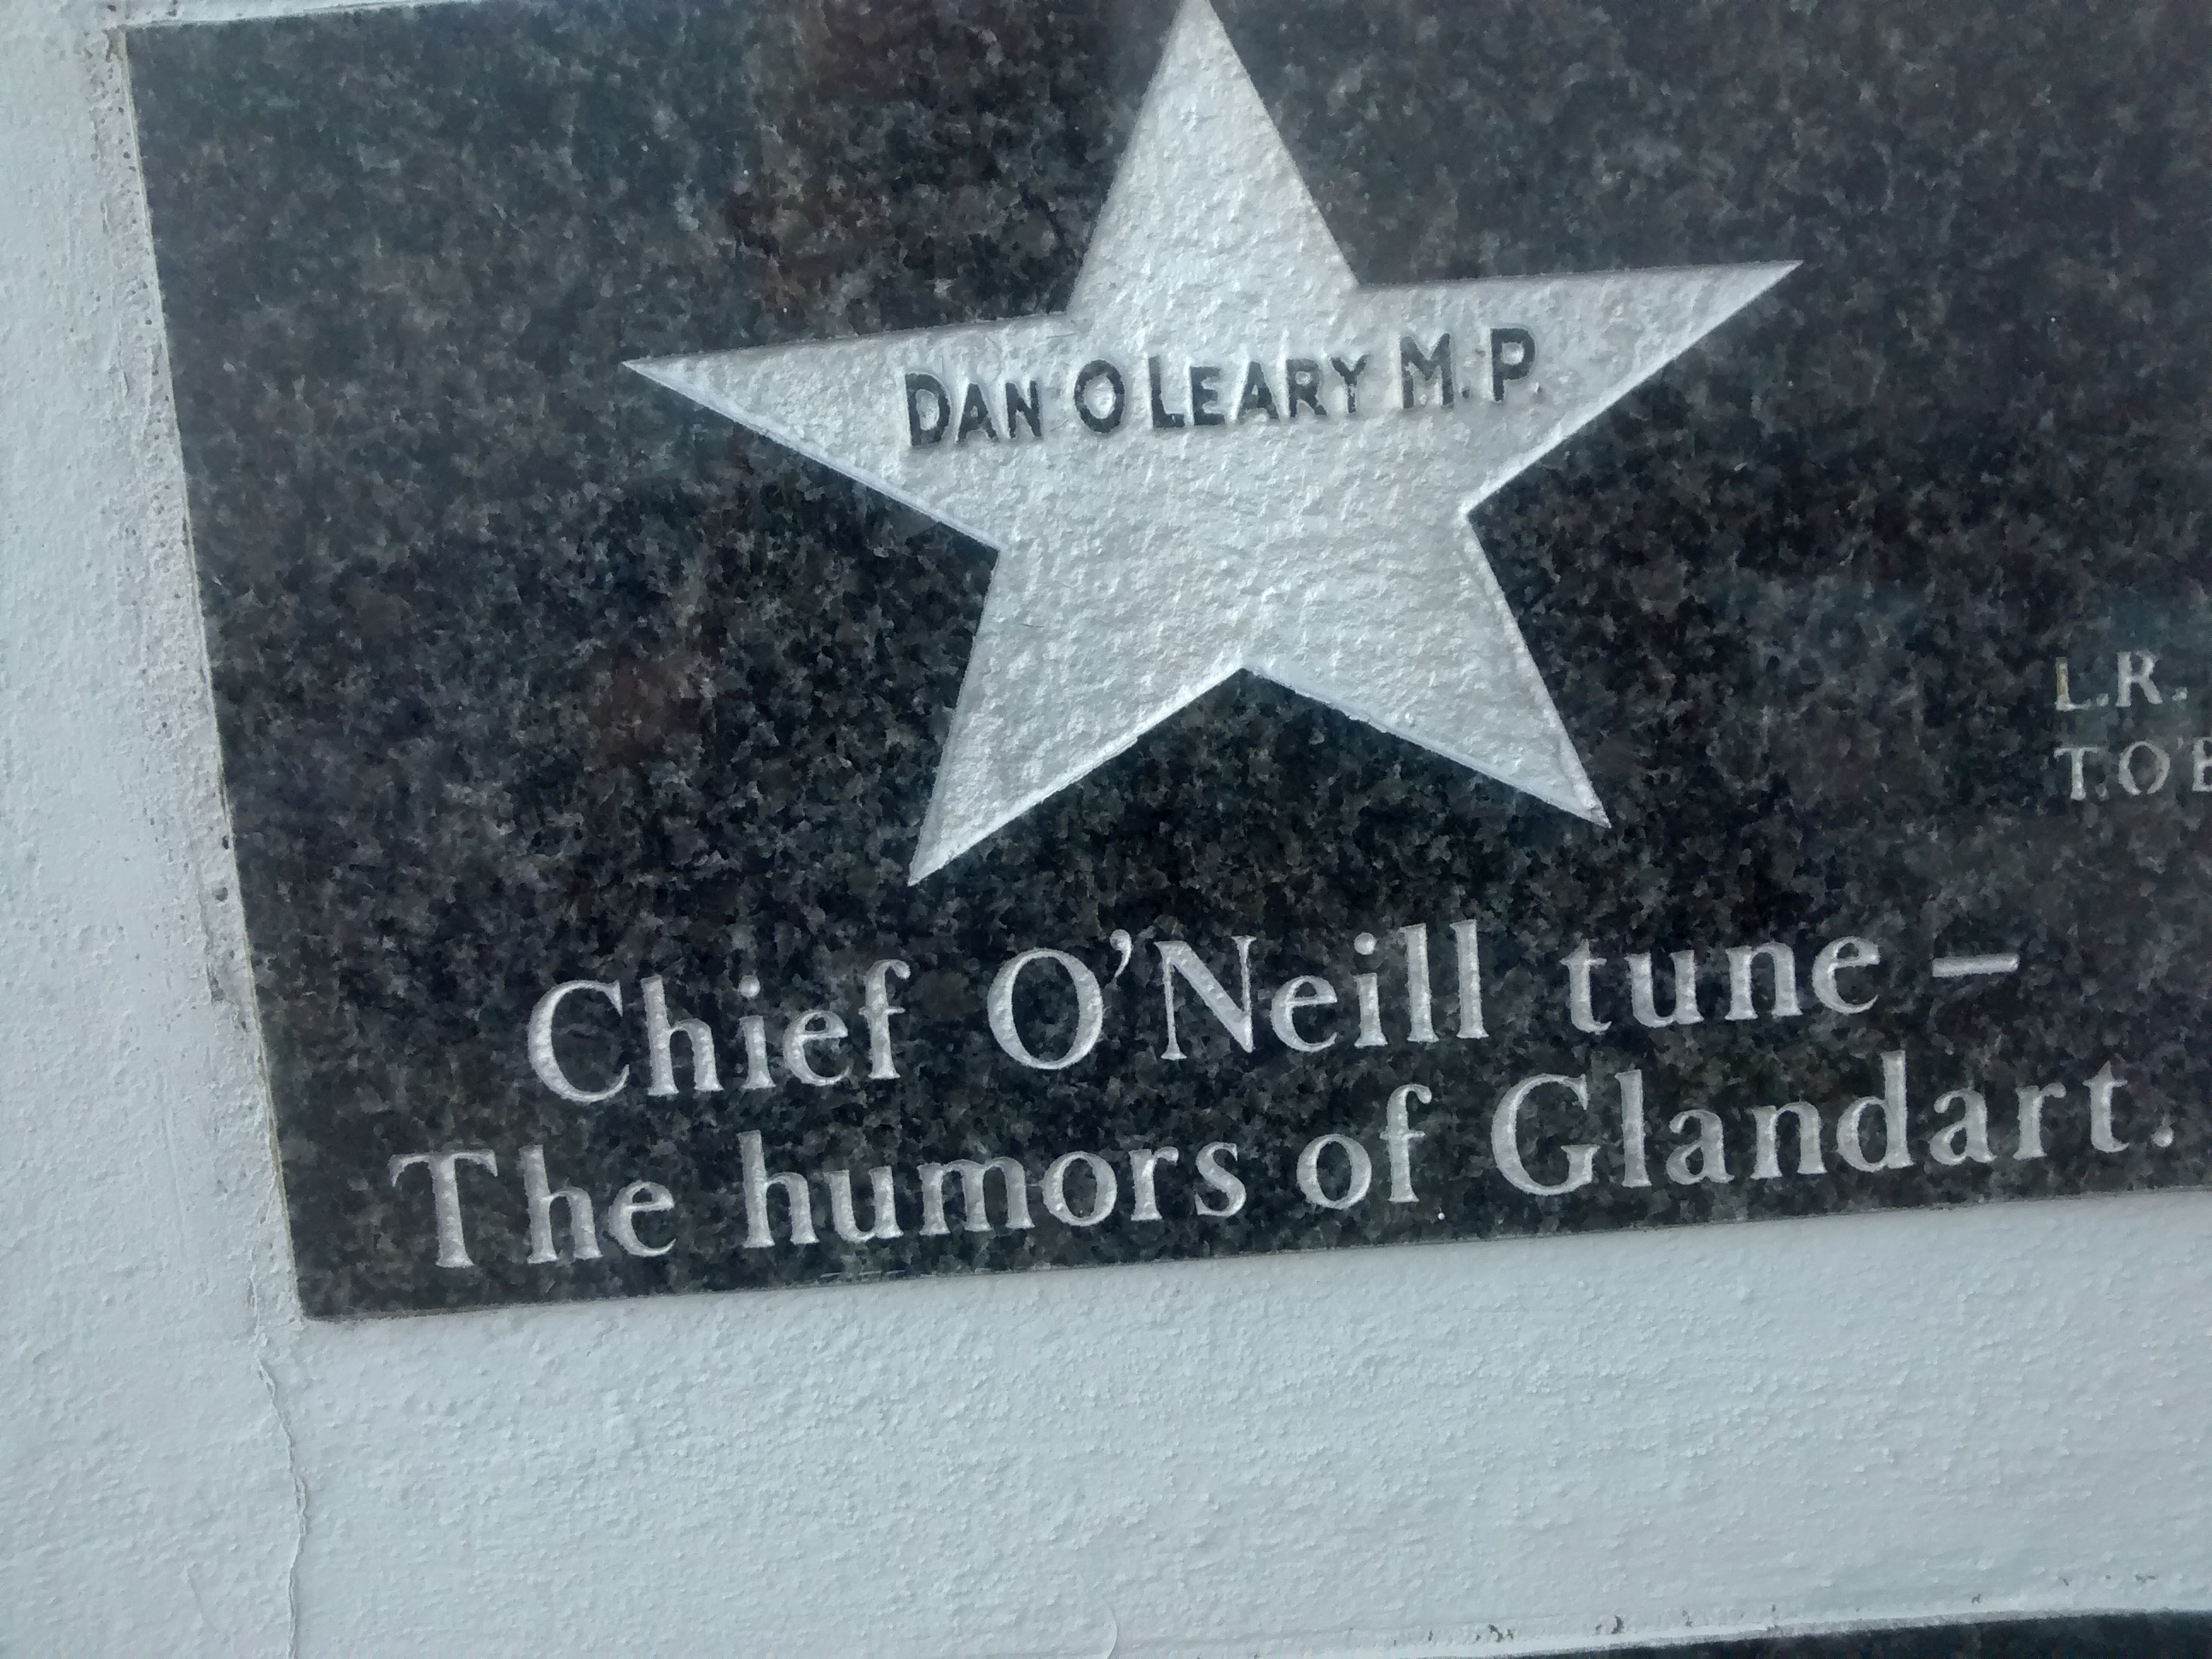 DAN O LEARY M.P.
L.R.
Chief O'Neill tune –
The humors of Glandart.